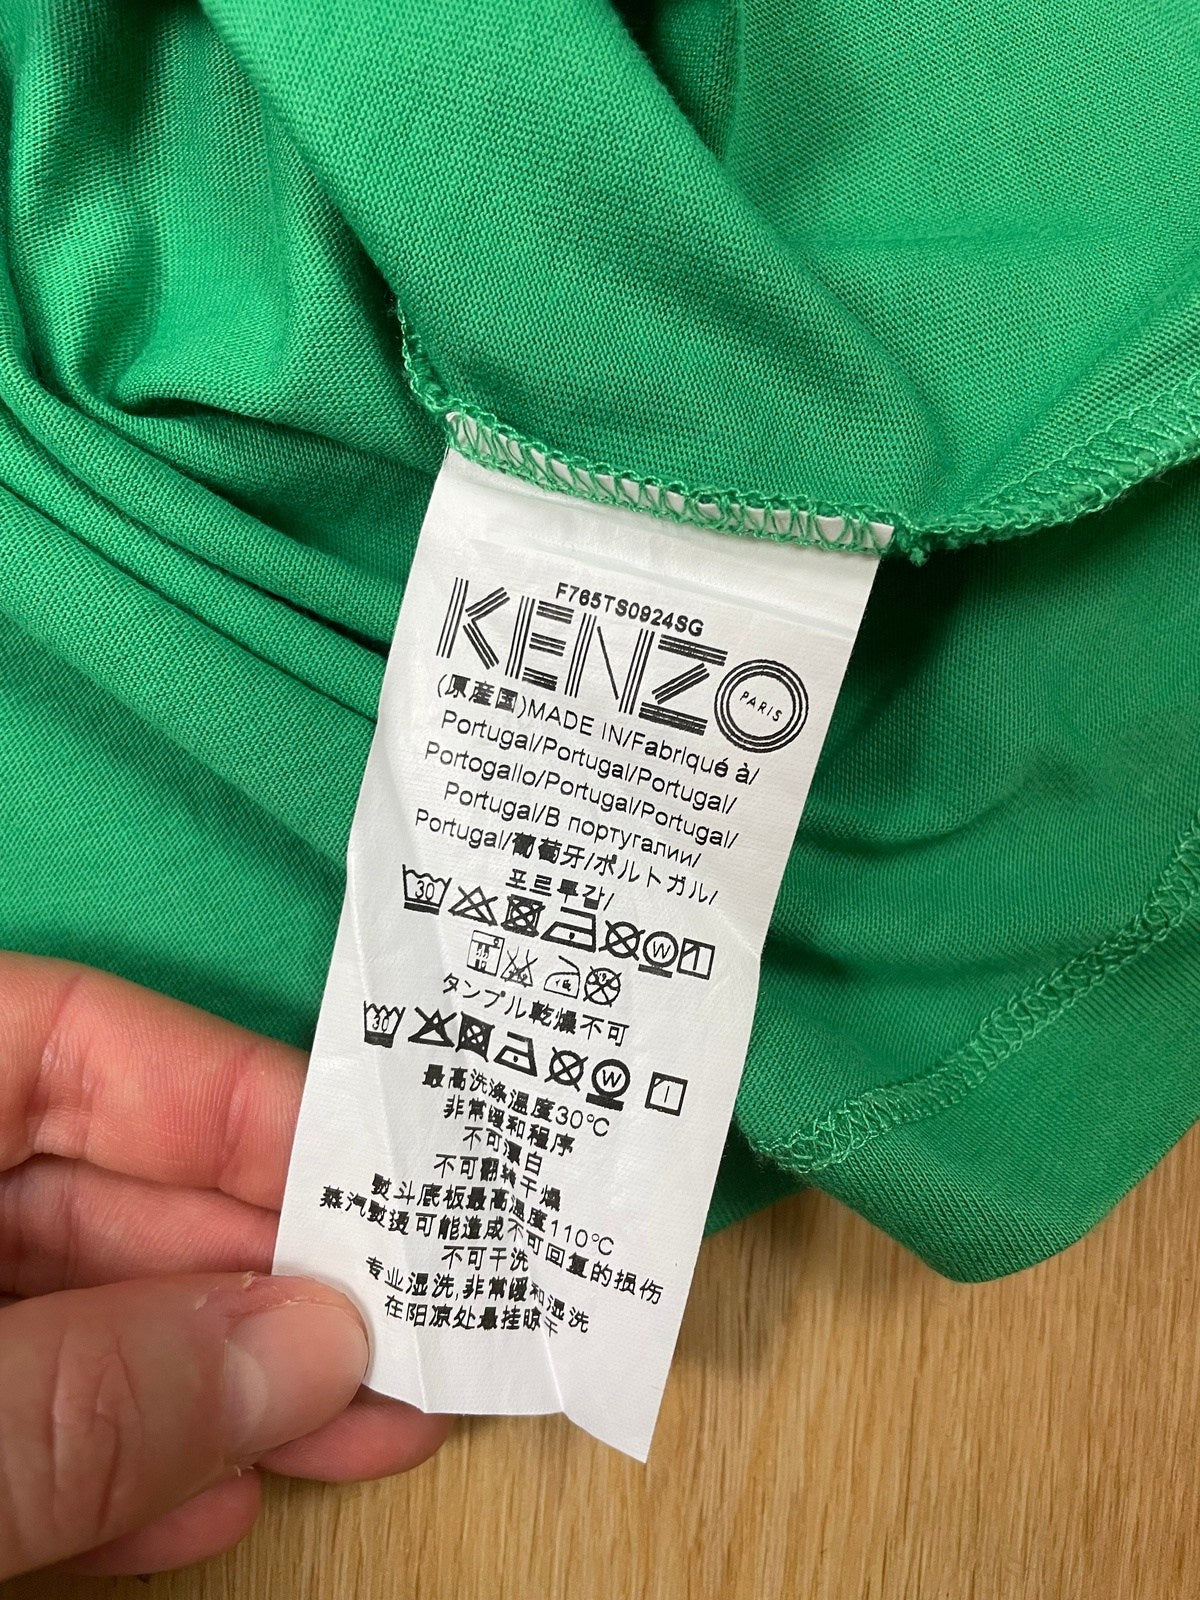 F765TS0924SG
KENZO
PARIS
(原産国)MADE IN/Fabriqué à/
Portugal/Portugal/Portugal/
Portogallo/Portugal/Portugal/
Portugal/В португалии/
Portugal/葡萄牙/ポルトガル/
포르투갈/
30
W
タンブル乾燥不可
30
W
最高洗涤温度30℃
非常缓和程序
不可漂白
不可翻转干燥
熨斗底板最高温度110℃
蒸汽熨烫可能造成不可回复的损伤
不可干洗
专业湿洗,非常缓和湿洗
在阴凉处悬挂晾干